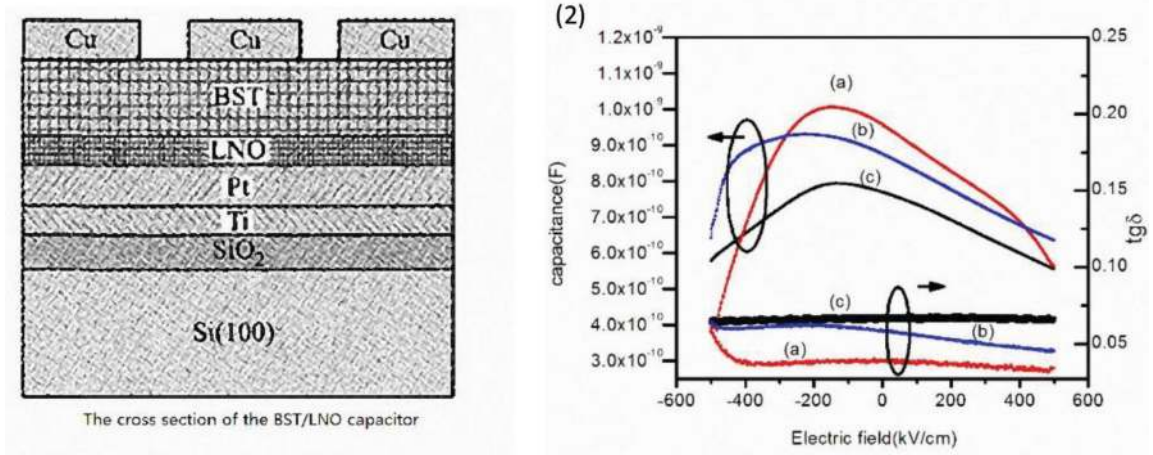 Cu Cu Cu
BST
LNO
Pt
Ti
SiO₂
Si(100)
The cross section of the BST/LNO capacitor
(2)
capacitance(F)
1.2x10⁻⁹
1.1x10⁻⁹
1.0x10⁻⁹
9.0x10⁻¹⁰
8.0x10⁻¹⁰
7.0x10⁻¹⁰
6.0x10⁻¹⁰
5.0x10⁻¹⁰
4.0x10⁻¹⁰
3.0x10⁻¹⁰
(a)
(b)
(c)
(c)
(b)
(a)
0.25
0.20
0.15
0.10
0.05
0.00
tgδ
-600 -400 -200 0 200 400 600
Electric field(kV/cm)